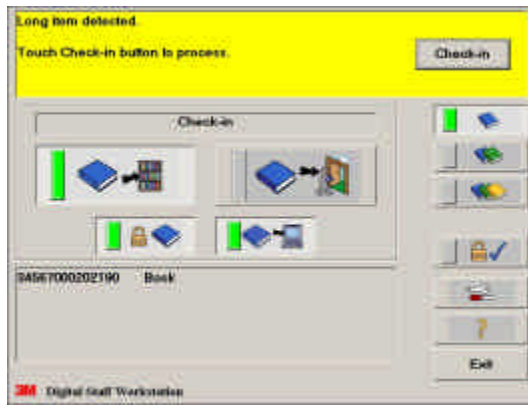 Long item detected.
Touch Check-in button to process.
Check-in
Check-in
34567000202190 Book
?
Exit
3M Digital Staff Workstation